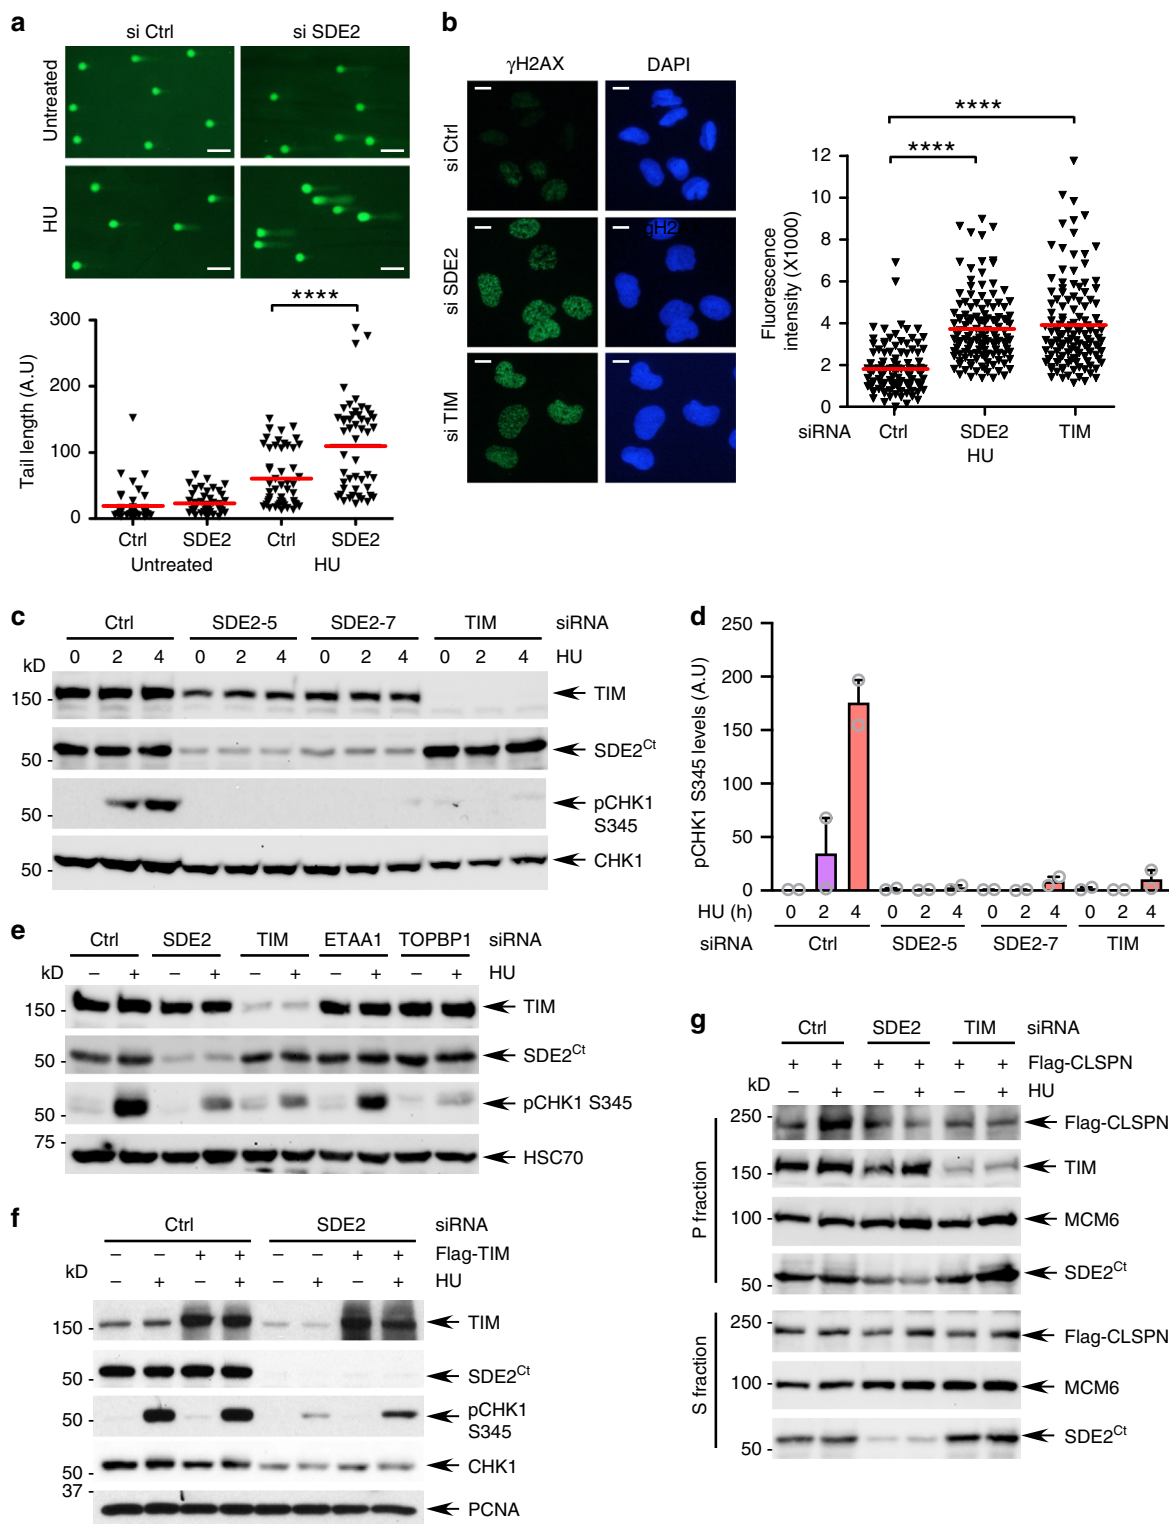 a
si Ctrl si SDE2
Untreated
HU
****
300
200
100
0
Tail length (A.U)
Ctrl SDE2 Ctrl SDE2
Untreated HU
b
γH2AX DAPI
si Ctrl
si SDE2
si TIM
gH2
****
****
12
10
8
6
4
2
0
Fluorescence
intensity (X1000)
siRNA Ctrl SDE2 TIM
HU
c
Ctrl SDE2-5 SDE2-7 TIM siRNA
0 2 4 0 2 4 0 2 4 0 2 4 HU
kD
150 - TIM
50 - SDE2Ct
50 - pCHK1
S345
50 - CHK1
d
250
200
150
100
50
0
pCHK1 S345 levels (A.U)
HU (h) 0 2 4 0 2 4 0 2 4 0 2 4
siRNA Ctrl SDE2-5 SDE2-7 TIM
e
Ctrl SDE2 TIM ETAA1 TOPBP1 siRNA
kD – + – + – + – + – + HU
150 - TIM
50 - SDE2Ct
50 - pCHK1 S345
75 -
HSC70
f
Ctrl SDE2 siRNA
– – + + – – + + Flag-TIM
kD – + – + – + – + HU
150 - TIM
50 - SDE2Ct
50 - pCHK1
S345
50 - CHK1
37 -
PCNA
g
Ctrl SDE2 TIM siRNA
+ + + + + + Flag-CLSPN
kD – + – + – + HU
P fraction
250 - Flag-CLSPN
150 - TIM
100 - MCM6
50 - SDE2Ct
S fraction
250 - Flag-CLSPN
100 - MCM6
50 - SDE2Ct